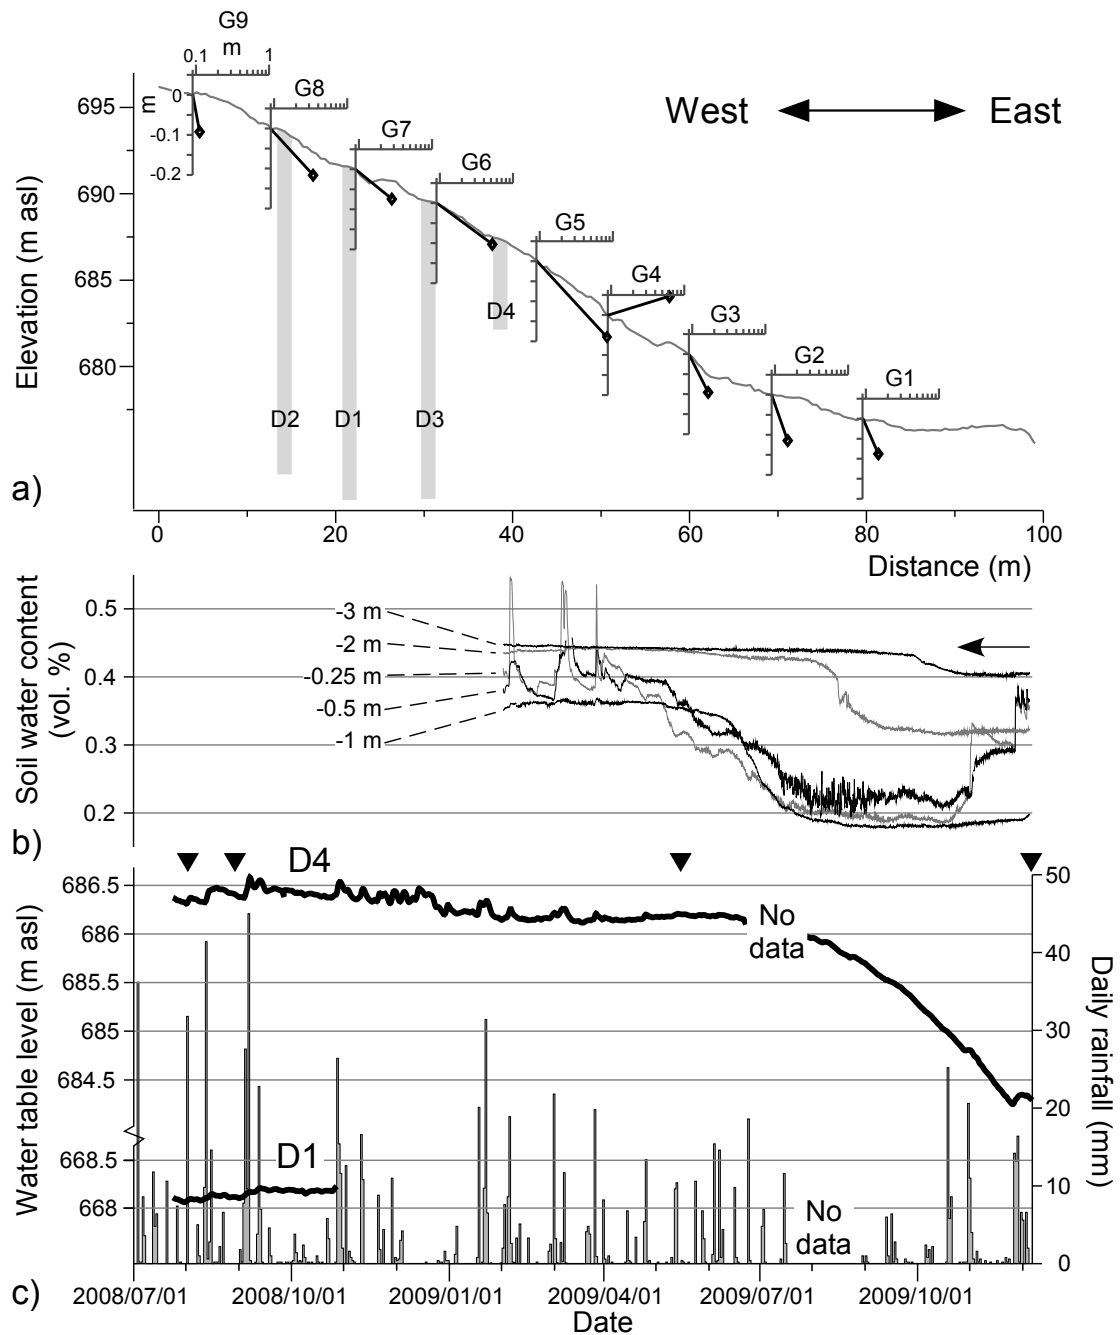 G9
m
0.1 1
G8
m
0
-0.1
-0.2
G7
G6
G5
G4
G3
G2
G1
West East
695
690
685
680
Elevation (m asl)
D4
D2 D1 D3
a)
0 20 40 60 80 100
Distance (m)
Soil water content
(vol. %)
0.5
0.4
0.3
0.2
-3 m
-2 m
-0.25 m
-0.5 m
-1 m
b)
D4
686.5
686
685.5
685
684.5
668.5
668
Water table level (m asl)
D1
No
data
No
data
50
40
30
20
10
0
Daily rainfall (mm)
c)
2008/07/01 2008/10/01 2009/01/01 2009/04/01 2009/07/01 2009/10/01
Date